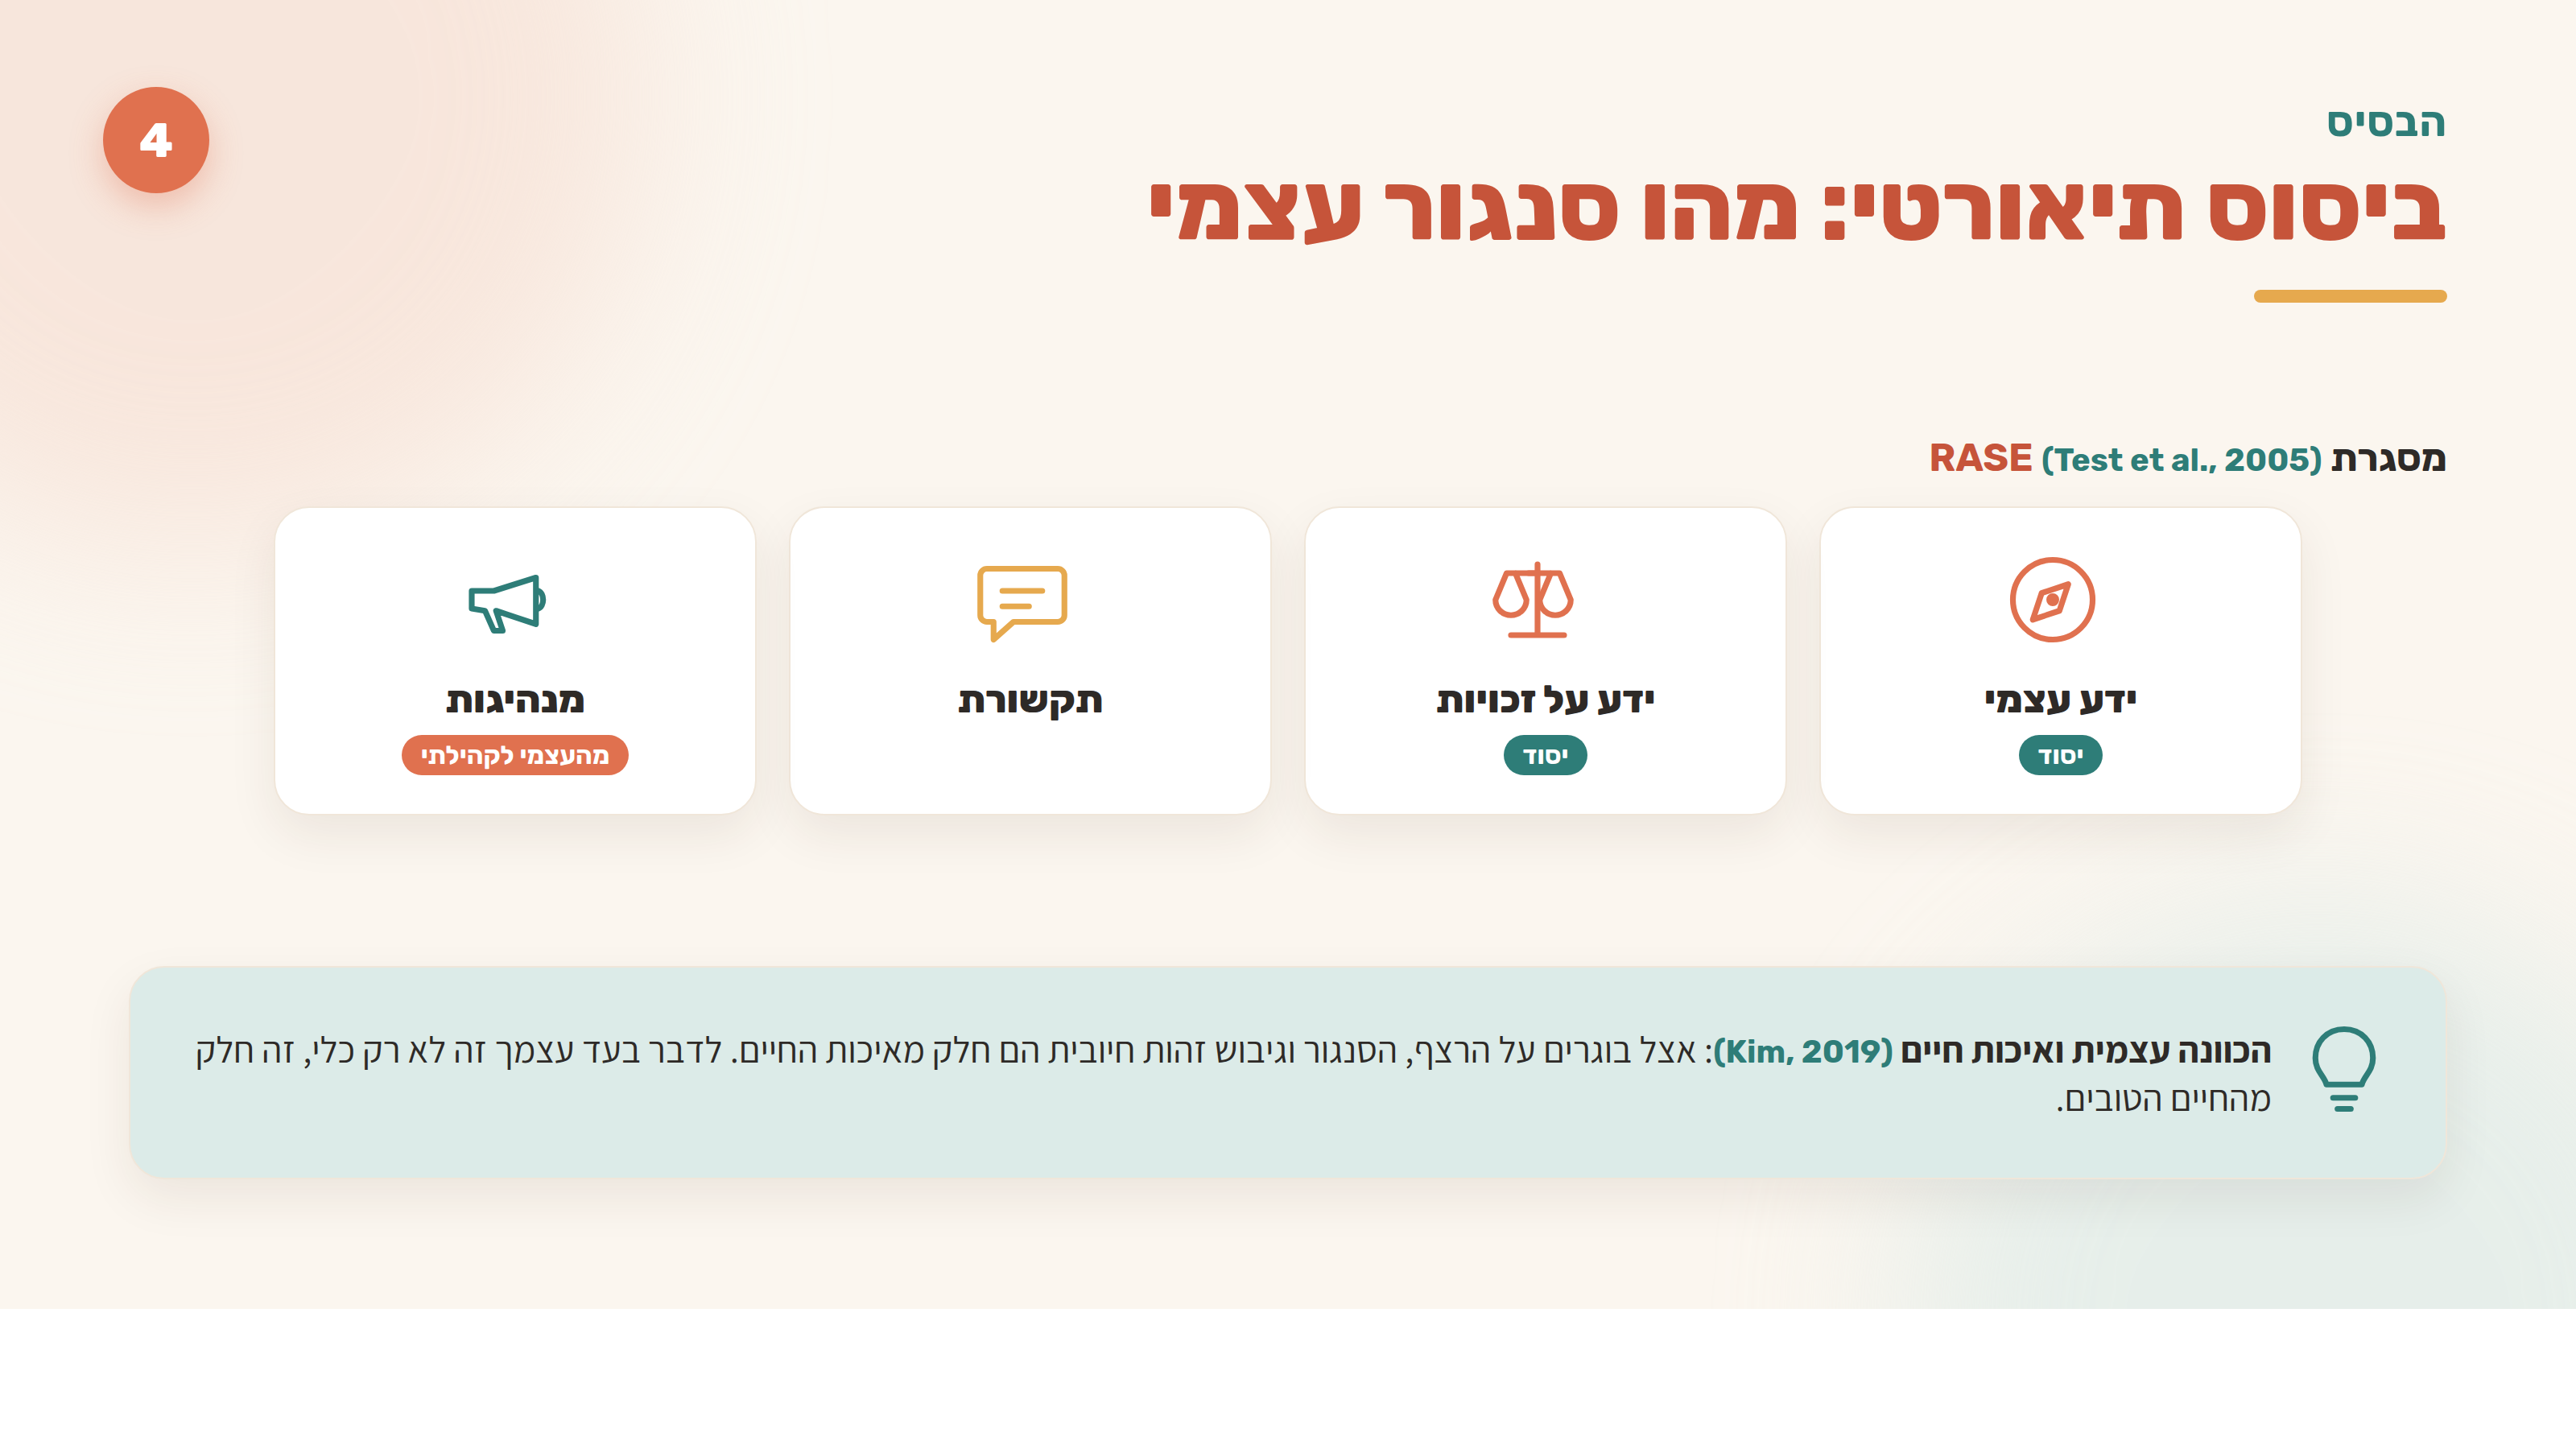 הבסיס
4
ביסוס תיאורטי: מהו סנגור עצמי
מסגרת (Test et al., 2005) RASE
ידע עצמי
יסוד
ידע על זכויות
יסוד
תקשורת
מנהיגות
מהעצמי לקהילתי
הכוונה עצמית ואיכות חיים (Kim, 2019): אצל בוגרים על הרצף, הסנגור וגיבוש זהות חיובית הם חלק מאיכות החיים. לדבר בעד עצמך זה לא רק כלי, זה חלק
מהחיים הטובים.